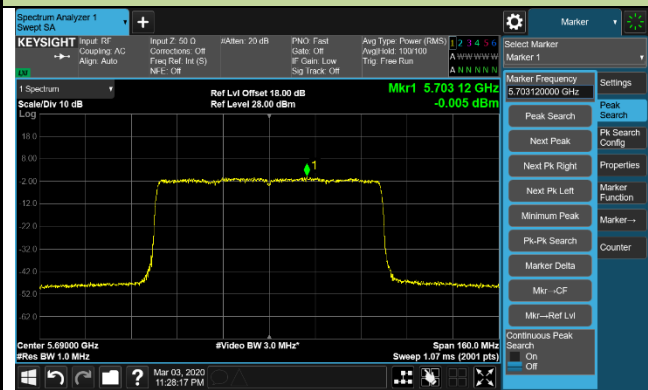 Spectrum Analyzer 1
Swept SA
Marker
KEYSIGHT
Input: RF
Coupling: AC
Align: Auto
Input Z: 50 Ω
Corrections: Off
Freq Ref: Int (S)
NFE: Off
#Atten: 20 dB
PNO: Fast
Gate: Off
IF Gain: Low
Sig Track: Off
Avg Type: Power (RMS)
Avg|Hold: 100/100
Trig: Free Run
1 2 3 4 5 6
A W W W W W
A N N N N N
LXI
Select Marker
Marker 1
1 Spectrum
Scale/Div 10 dB
Log
Ref Lvl Offset 18.00 dB
Ref Level 28.00 dBm
Mkr1 5.703 12 GHz
-0.005 dBm
Marker Frequency
5.703120000 GHz
Peak Search
Next Peak
Next Pk Right
Next Pk Left
Minimum Peak
Pk-Pk Search
Marker Delta
Mkr→CF
Mkr→Ref Lvl
Continuous Peak
Search
On
Off
Settings
Peak
Search
Pk Search
Config
Properties
Marker
Function
Marker→
Counter
18.0
8.00
-2.00
-12.0
-22.0
-32.0
-42.0
-52.0
-62.0
1
Center 5.69000 GHz
#Res BW 1.0 MHz
#Video BW 3.0 MHz*
Span 160.0 MHz
Sweep 1.07 ms (2001 pts)
Mar 03, 2020
11:28:17 PM